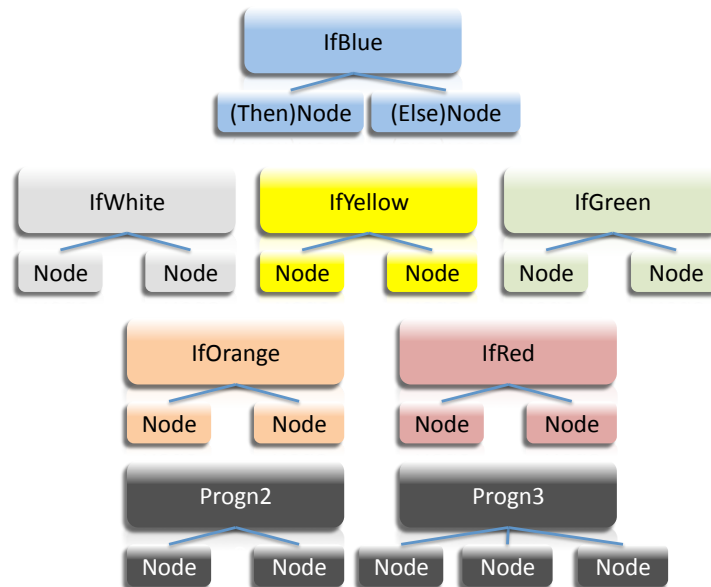 IfBlue
(Then)Node (Else)Node
IfWhite IfYellow IfGreen
Node Node Node Node Node Node
IfOrange IfRed
Node Node Node Node
Progn2 Progn3
Node Node Node Node Node